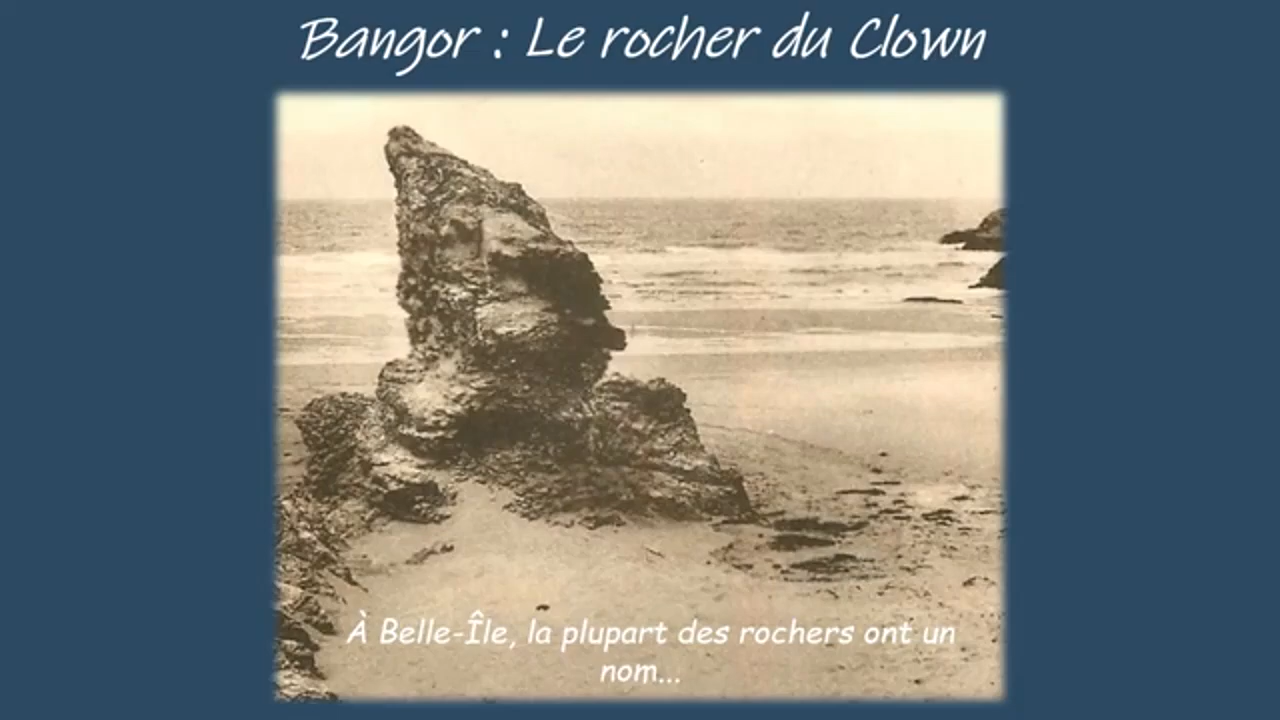 Bangor : Le rocher du Clown
À Belle-Île, la plupart des rochers ont un
nom...